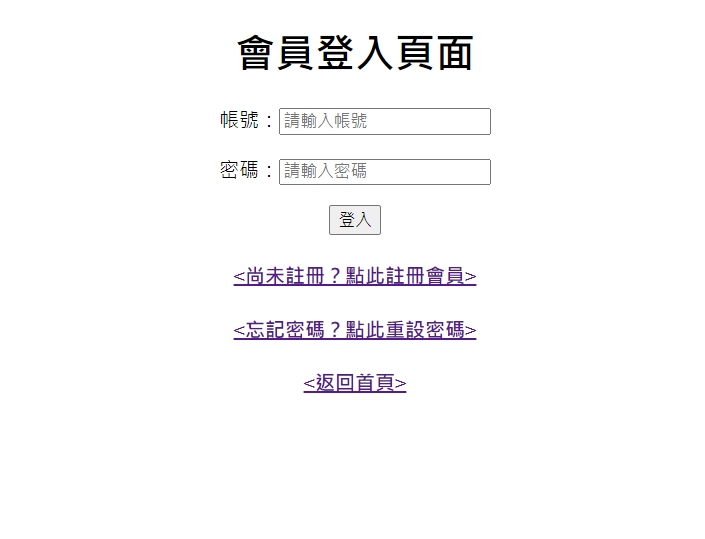 會員登入頁面
帳號：請輸入帳號
密碼：請輸入密碼
登入
<尚未註冊？點此註冊會員>
<忘記密碼？點此重設密碼>
<返回首頁>